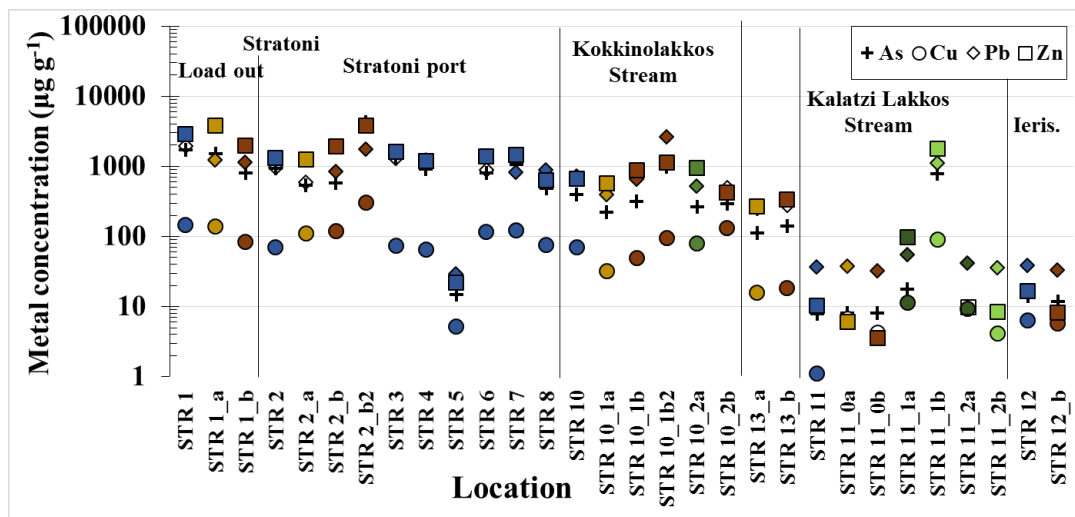 100000
10000
1000
100
10
1
Metal concentration (µg g⁻¹)
Stratoni
Load out
Stratoni port
Kokkinolakkos
Stream
Kalatzi Lakkos
Stream
Ieris.
As Cu Pb Zn
STR 1
STR 1_a
STR 1_b
STR 2
STR 2_a
STR 2_b
STR 2_b2
STR 3
STR 4
STR 5
STR 6
STR 7
STR 8
STR 10
STR 10_1a
STR 10_1b
STR 10_1b2
STR 10_2a
STR 10_2b
STR 13_a
STR 13_b
STR 11
STR 11_0a
STR 11_0b
STR 11_1a
STR 11_1b
STR 11_2a
STR 11_2b
STR 12
STR 12_b
Location